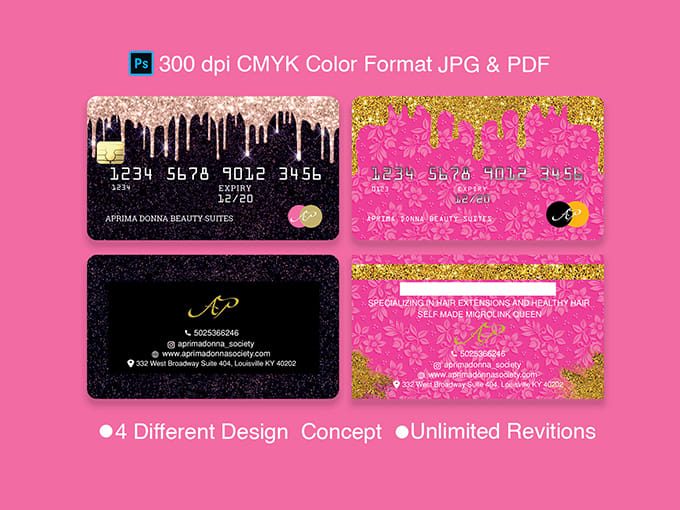 Ps 300 dpi CMYK Color Format JPG & PDF
1234 5678 9012 3456
1234
EXPIRY
12/20
APRIMA DONNA BEAUTY SUITES
AP
1234 5678 9012 3456
0123
EXPIRY
12/20
APRIMA DONNA BEAUTY SUITES
AP
AP
5025366246
aprimadonna_society
www.aprimadonnasociety.com
332 West Broadway Suite 404, Louisville KY 40202
SPECIALIZING IN HAIR EXTENSIONS AND HEALTHY HAIR
SELF MADE MICROLINK QUEEN
AP
5025366246
aprimadonna_society
www.aprimadonnasociety.com
332 West Broadway Suite 404, Louisville KY 40202
4 Different Design Concept Unlimited Revitions